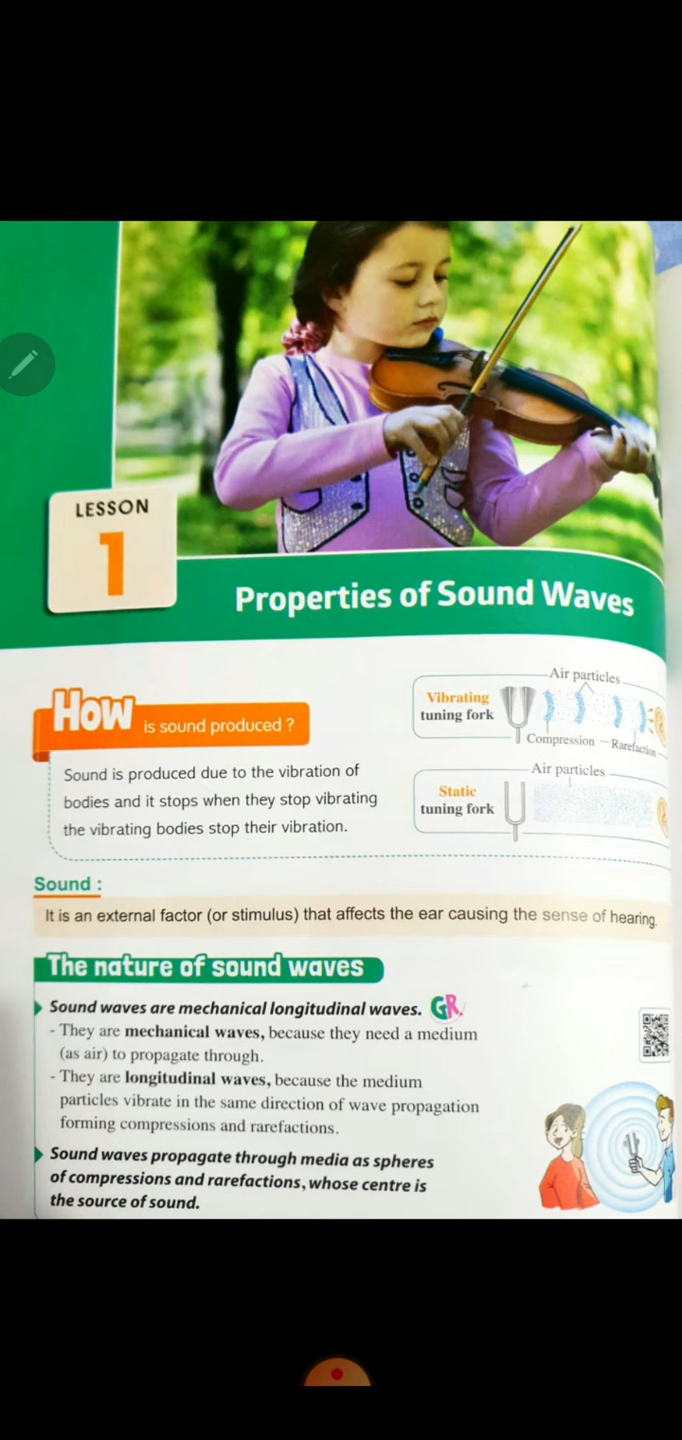 LESSON
1
Properties of Sound Waves
How is sound produced ?
Sound is produced due to the vibration of
bodies and it stops when they stop vibrating
the vibrating bodies stop their vibration.
Air particles
Vibrating
tuning fork
Compression
Rarefaction
Air particles
Static
tuning fork
Sound :
It is an external factor (or stimulus) that affects the ear causing the sense of hearing.
The nature of sound waves
Sound waves are mechanical longitudinal waves. GR.
- They are mechanical waves, because they need a medium
(as air) to propagate through.
- They are longitudinal waves, because the medium
particles vibrate in the same direction of wave propagation
forming compressions and rarefactions.
Sound waves propagate through media as spheres
of compressions and rarefactions, whose centre is
the source of sound.